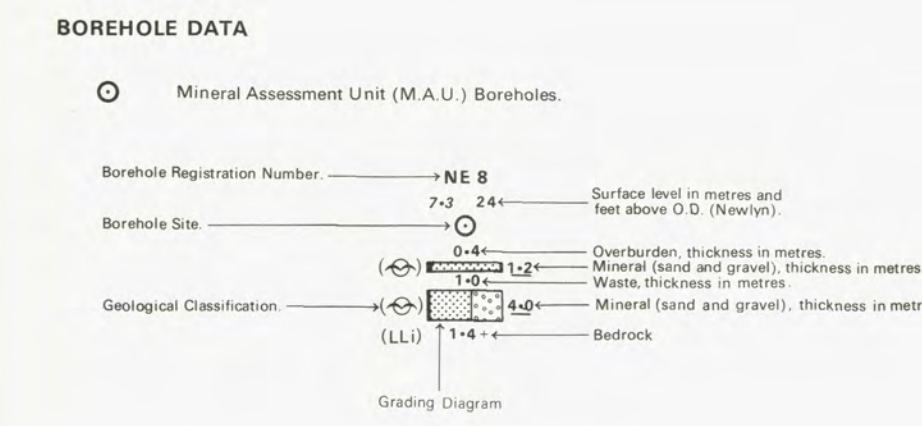 BOREHOLE DATA
Mineral Assessment Unit (M.A.U.) Boreholes.
Borehole Registration Number. NE 8
7·3 24 Surface level in metres and
feet above O.D. (Newlyn).
Borehole Site.
0·4 Overburden, thickness in metres.
1·2 Mineral (sand and gravel), thickness in metres
1·0 Waste, thickness in metres.
Geological Classification. 4·0 Mineral (sand and gravel), thickness in metr
(LLi) 1·4+ Bedrock
Grading Diagram